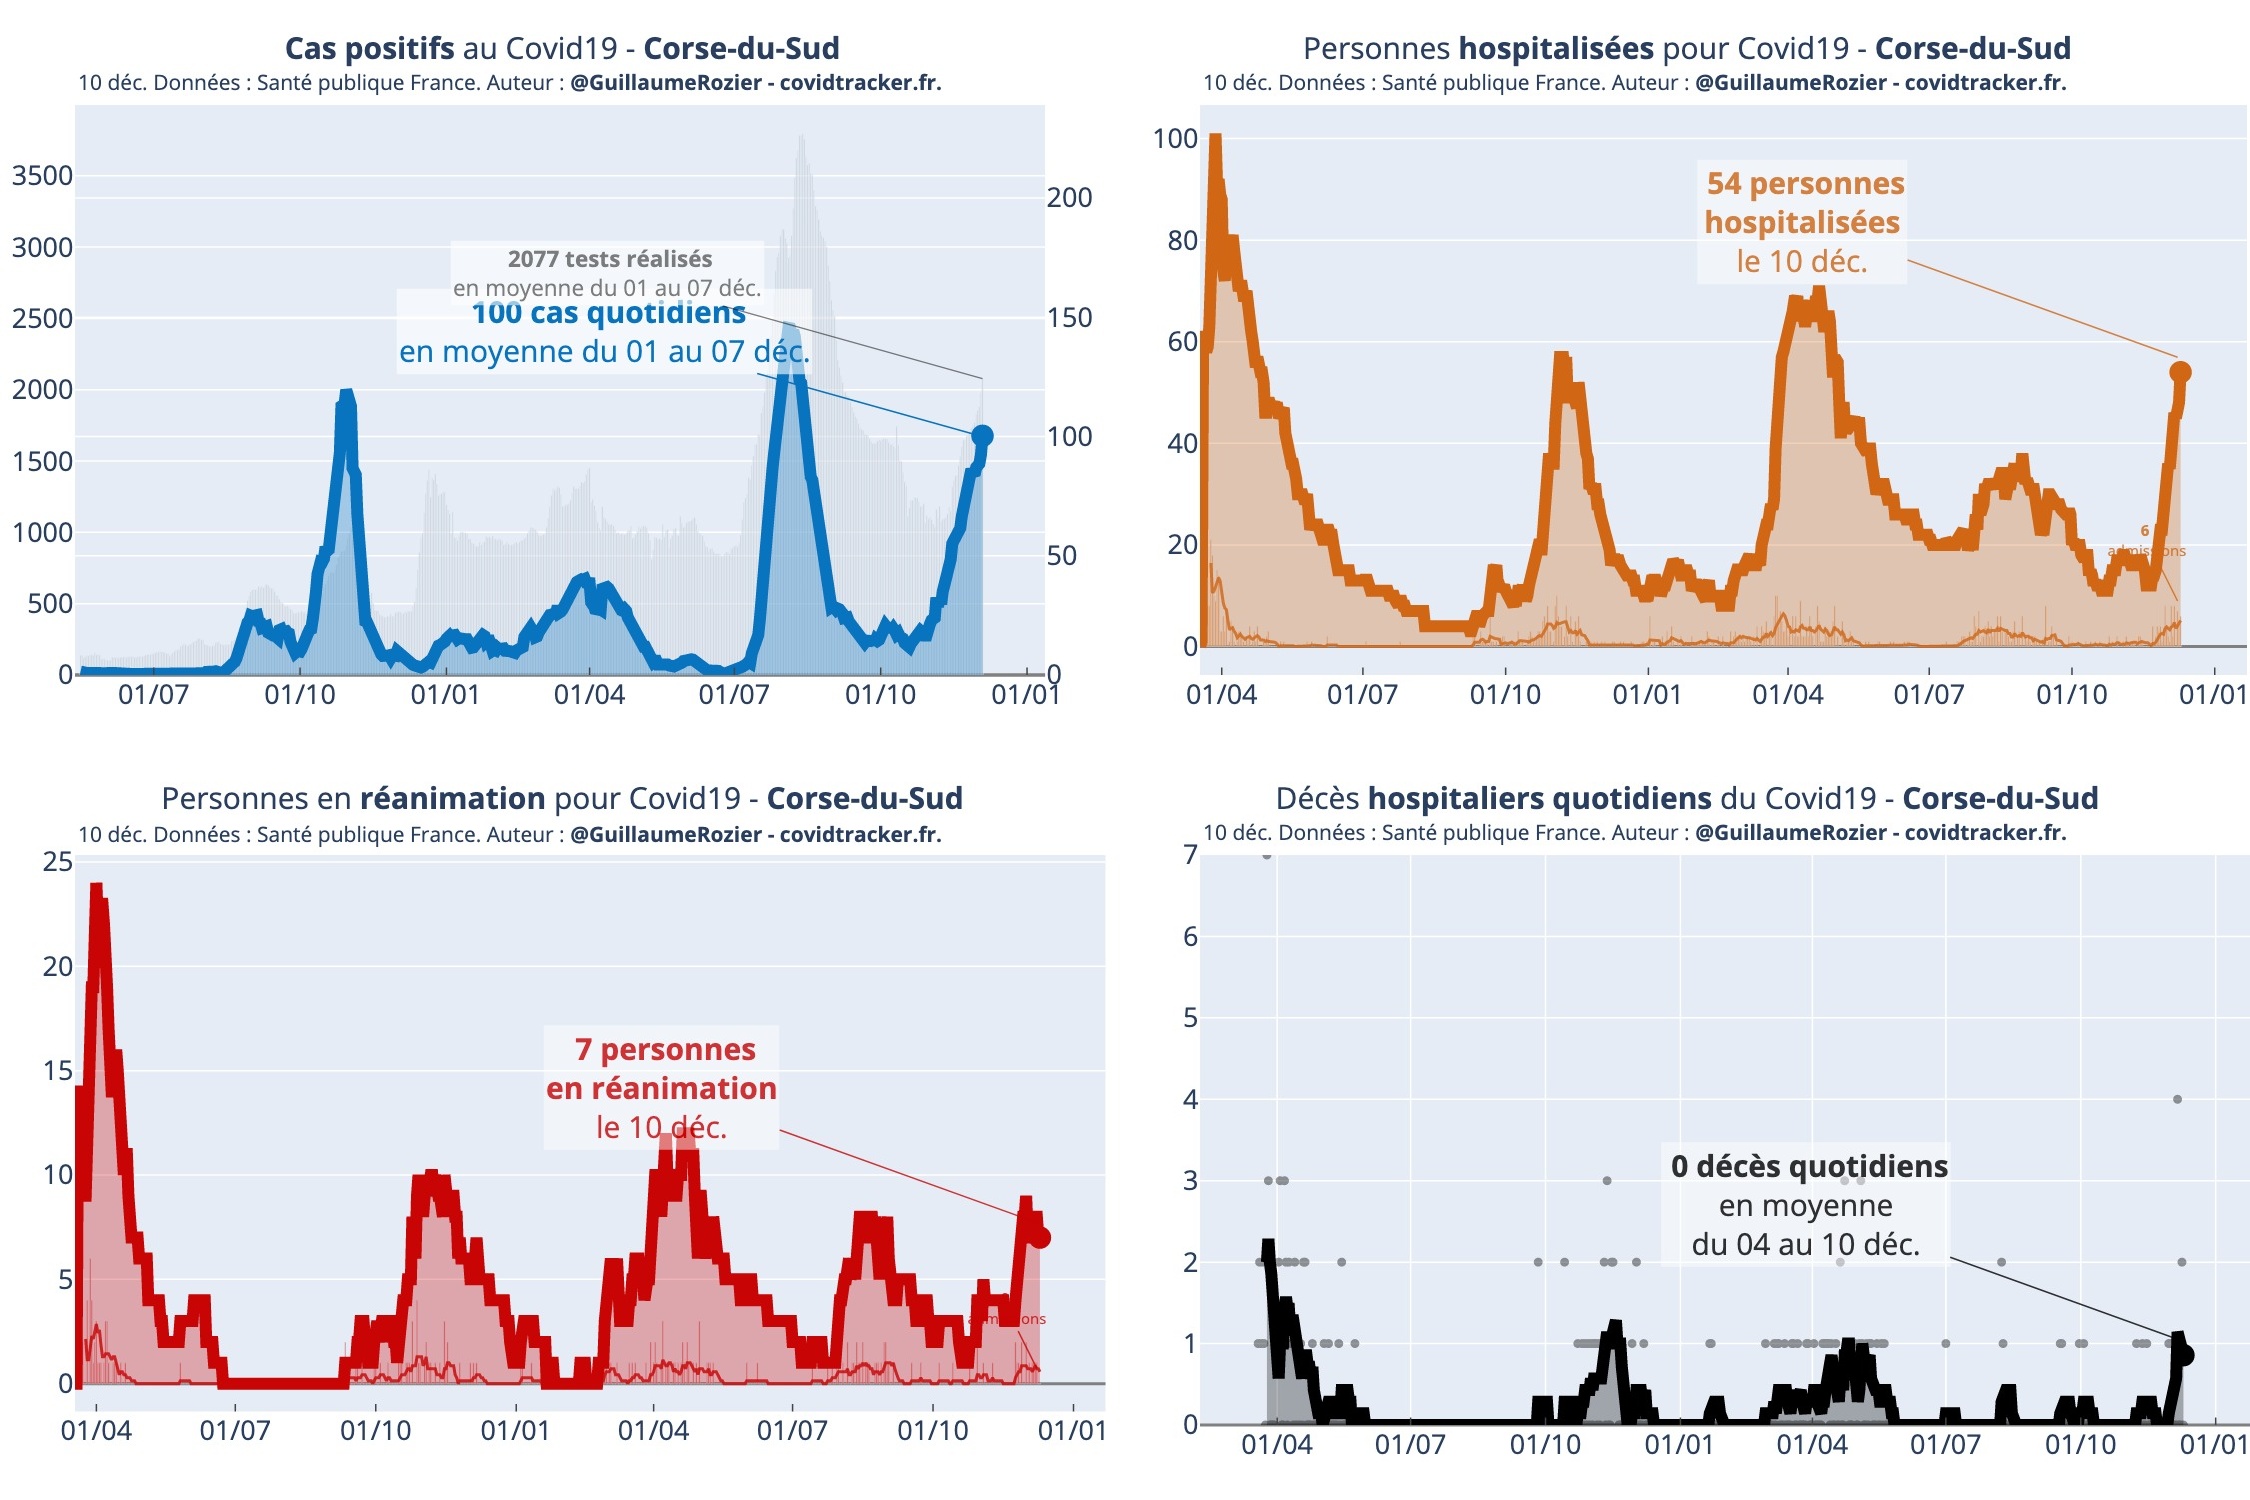 Cas positifs au Covid19 - Corse-du-Sud
10 déc. Données : Santé publique France. Auteur : @GuillaumeRozier - covidtracker.fr.
3500
3000
2500
2000
1500
1000
500
0
200
150
100
50
0
2077 tests réalisés
en moyenne du 01 au 07 déc.
100 cas quotidiens
en moyenne du 01 au 07 déc.
01/07 01/10 01/01 01/04 01/07 01/10 01/01
Personnes hospitalisées pour Covid19 - Corse-du-Sud
10 déc. Données : Santé publique France. Auteur : @GuillaumeRozier - covidtracker.fr.
100
80
60
40
20
0
54 personnes
hospitalisées
le 10 déc.
6
admissions
01/04 01/07 01/10 01/01 01/04 01/07 01/10 01/01
Personnes en réanimation pour Covid19 - Corse-du-Sud
10 déc. Données : Santé publique France. Auteur : @GuillaumeRozier - covidtracker.fr.
25
20
15
10
5
0
7 personnes
en réanimation
le 10 déc.
01/04 01/07 01/10 01/01 01/04 01/07 01/10 01/01
Décès hospitaliers quotidiens du Covid19 - Corse-du-Sud
10 déc. Données : Santé publique France. Auteur : @GuillaumeRozier - covidtracker.fr.
7
6
5
4
3
2
1
0
0 décès quotidiens
en moyenne
du 04 au 10 déc.
01/04 01/07 01/10 01/01 01/04 01/07 01/10 01/01